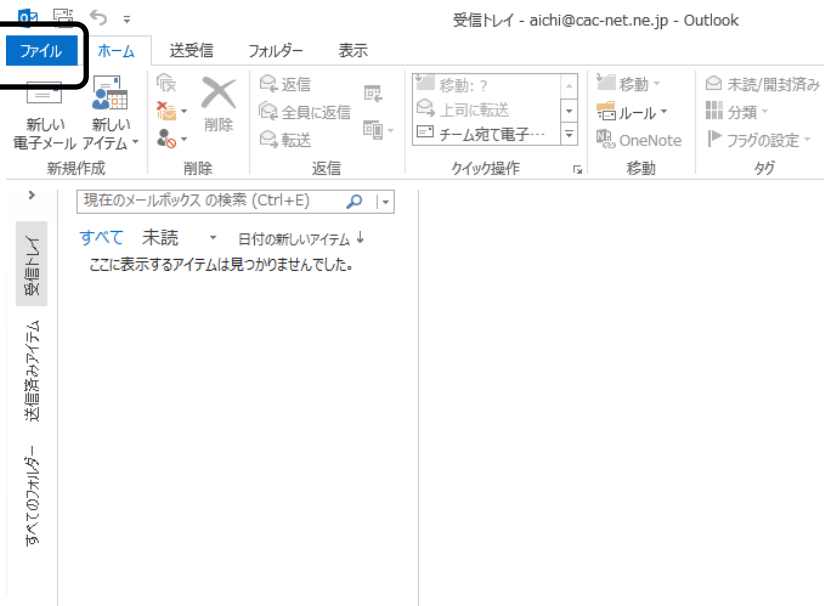 受信トレイ - aichi@cac-net.ne.jp - Outlook
ファイル ホーム 送受信 フォルダー 表示
新しい
電子メール
新しい
アイテム
新規作成
削除
削除
返信
全員に返信
転送
返信
移動: ?
上司に転送
チーム宛て電子…
クイック操作
移動
ルール
OneNote
移動
未読/開封済み
分類
フラグの設定
タグ
現在のメールボックス の検索 (Ctrl+E)
すべて 未読 日付の新しいアイテム ↓
ここに表示するアイテムは見つかりませんでした。
受信トレイ
送信済みアイテム
すべてのフォルダー